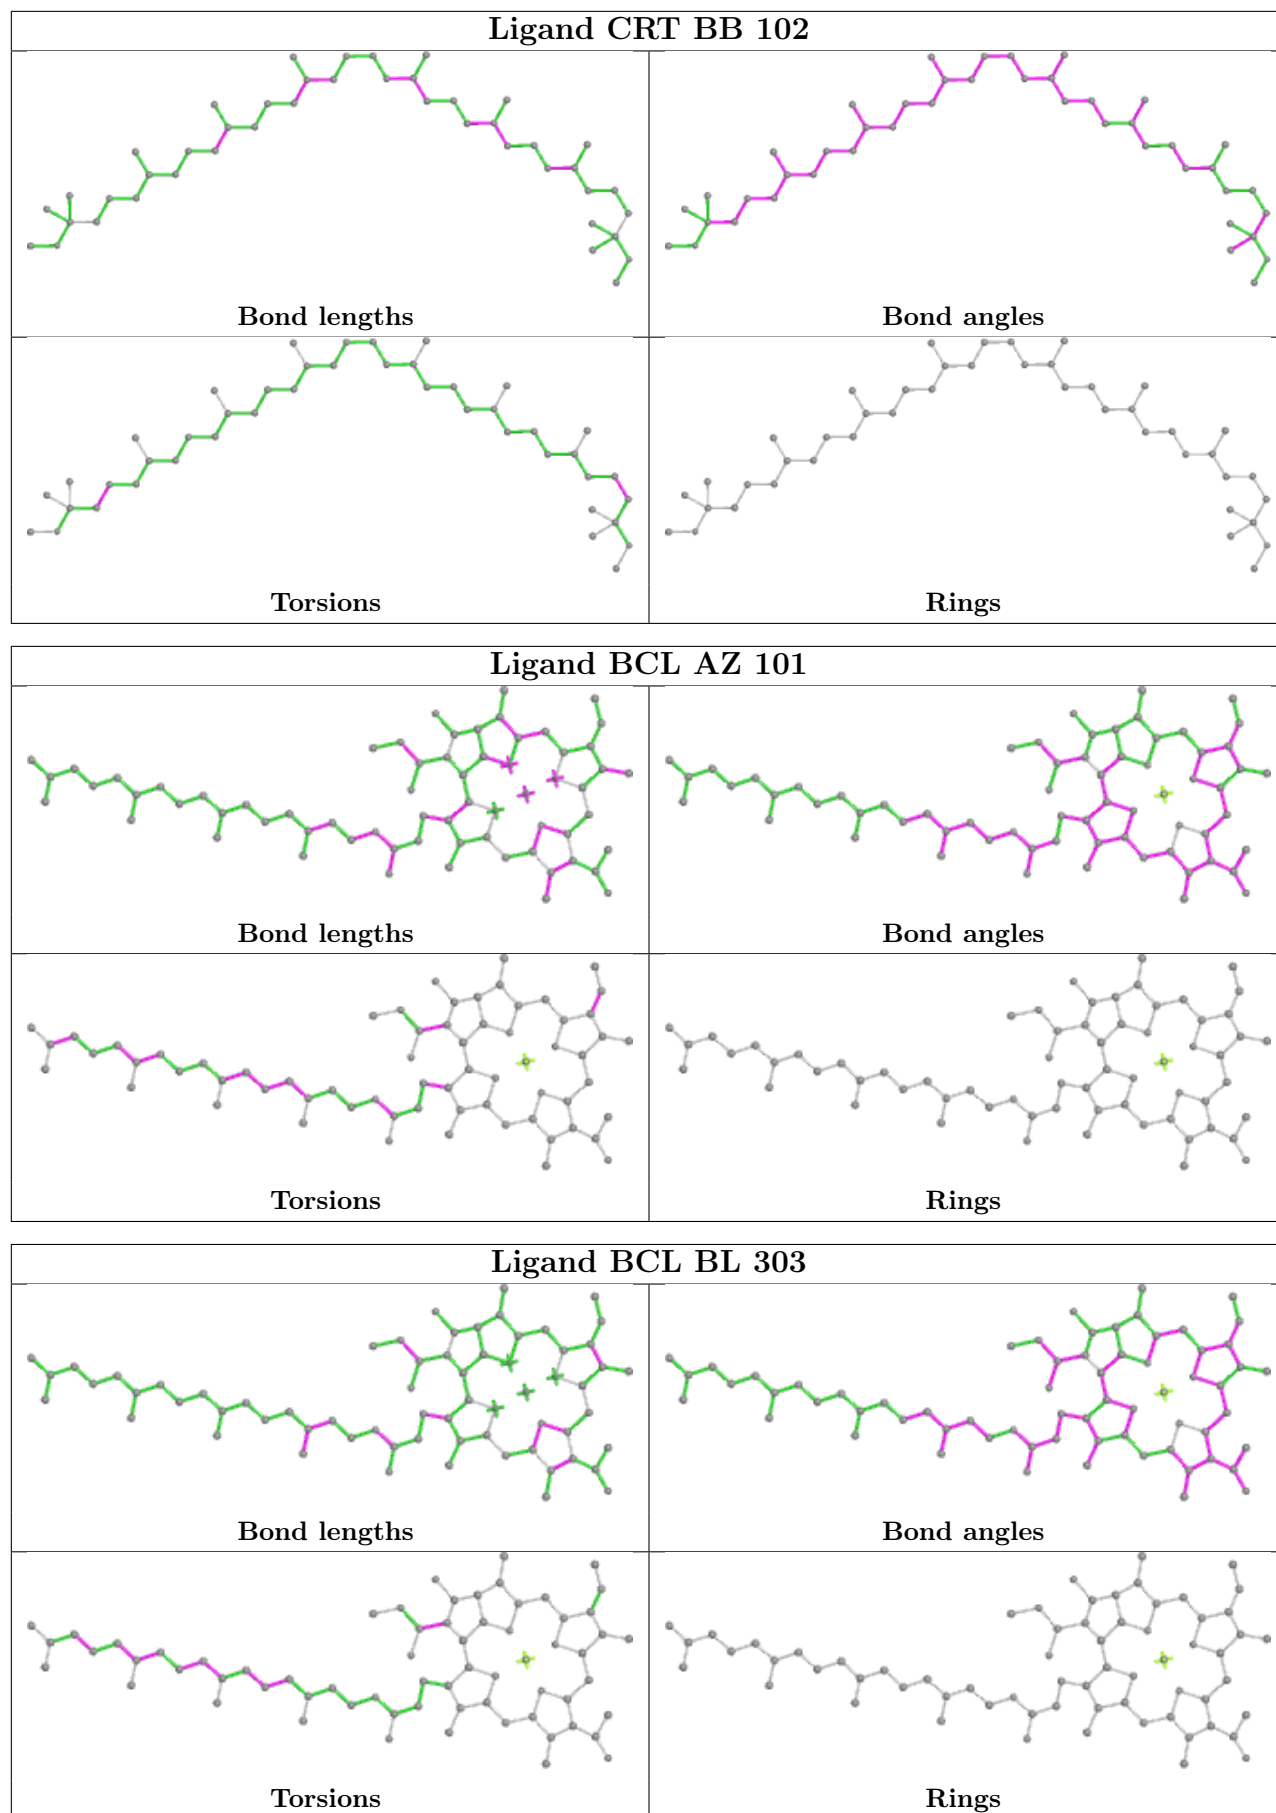 Ligand CRT BB 102
Bond lengths
Bond angles
Torsions
Rings
Ligand BCL AZ 101
Bond lengths
Bond angles
Torsions
Rings
Ligand BCL BL 303
Bond lengths
Bond angles
Torsions
Rings